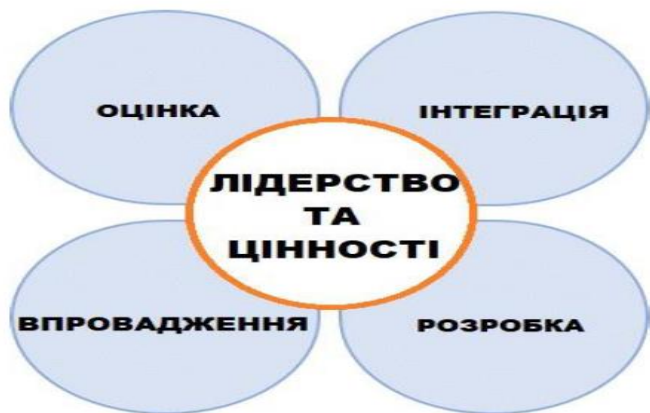 ОЦІНКА
ІНТЕГРАЦІЯ
ЛІДЕРСТВО
ТА
ЦІННОСТІ
ВПРОВАДЖЕННЯ
РОЗРОБКА